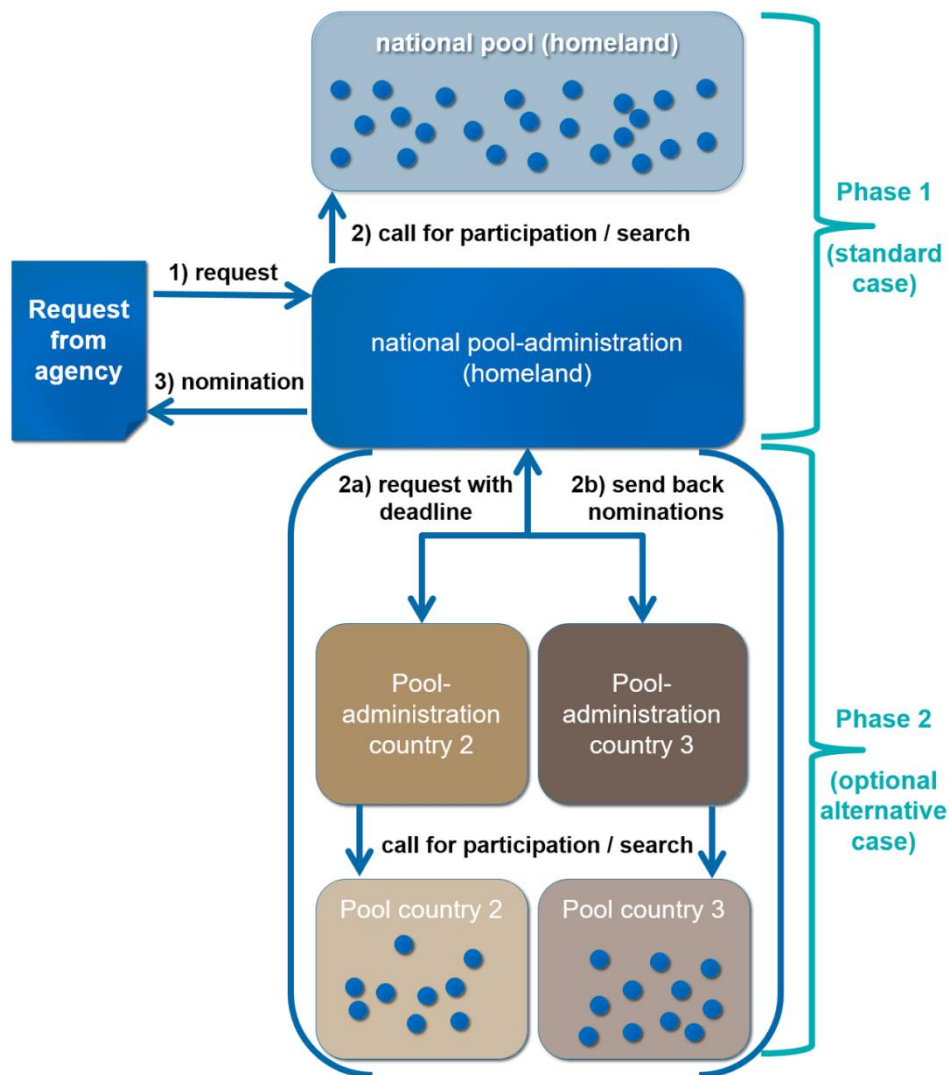 national pool (homeland)
2) call for participation / search
Phase 1
(standard
case)
1) request
Request
from
agency
national pool-administration
(homeland)
3) nomination
2a) request with
deadline
2b) send back
nominations
Pool-
administration
country 2
Pool-
administration
country 3
Phase 2
(optional
alternative
case)
call for participation / search
Pool country 2
Pool country 3